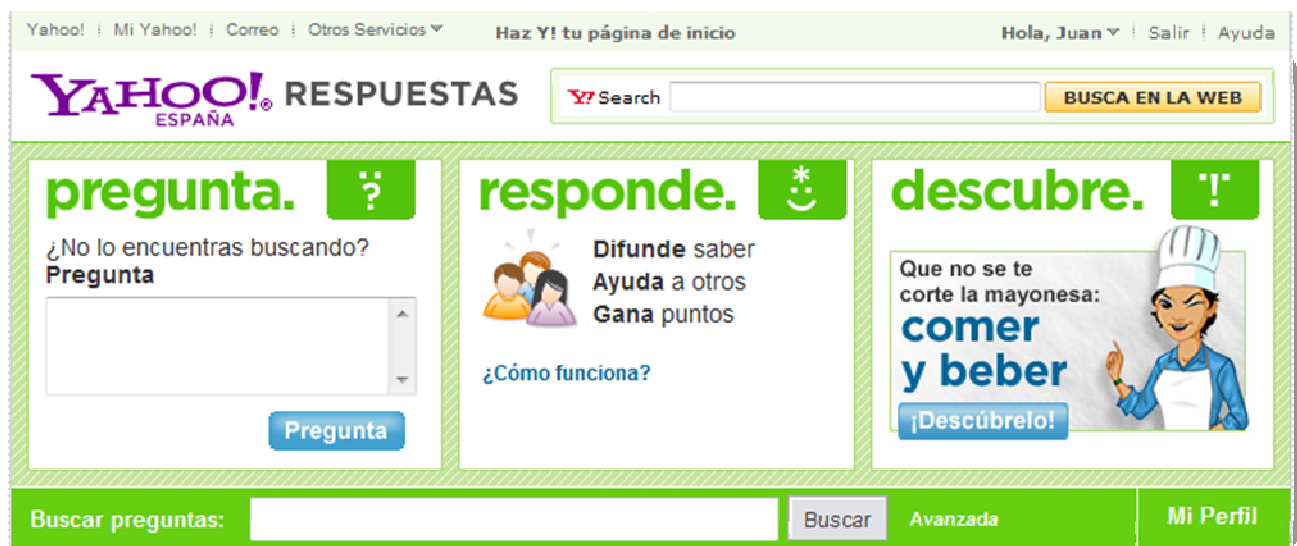 Yahoo! Mi Yahoo! Correo Otros Servicios Haz Y! tu página de inicio Hola, Juan Salir Ayuda
YAHOO!® RESPUESTAS
ESPAÑA
Y! Search BUSCA EN LA WEB
pregunta.
¿No lo encuentras buscando?
Pregunta
Pregunta
responde.
Difunde saber
Ayuda a otros
Gana puntos
¿Cómo funciona?
descubre.
Que no se te
corte la mayonesa:
comer
y beber
¡Descúbrelo!
Buscar preguntas: Buscar Avanzada Mi Perfil